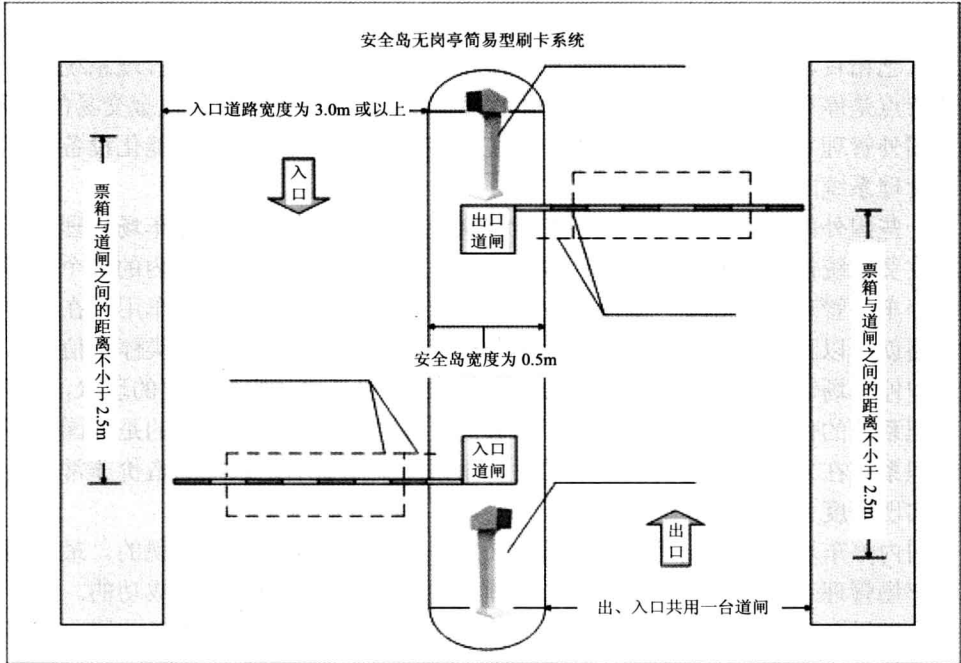 安全岛无岗亭简易型刷卡系统
入口道路宽度为 3.0m 或以上
入口
票箱与道闸之间的距离不小于 2.5m
出口
道闸
票箱与道闸之间的距离不小于 2.5m
安全岛宽度为 0.5m
入口
道闸
出口
出、入口共用一台道闸